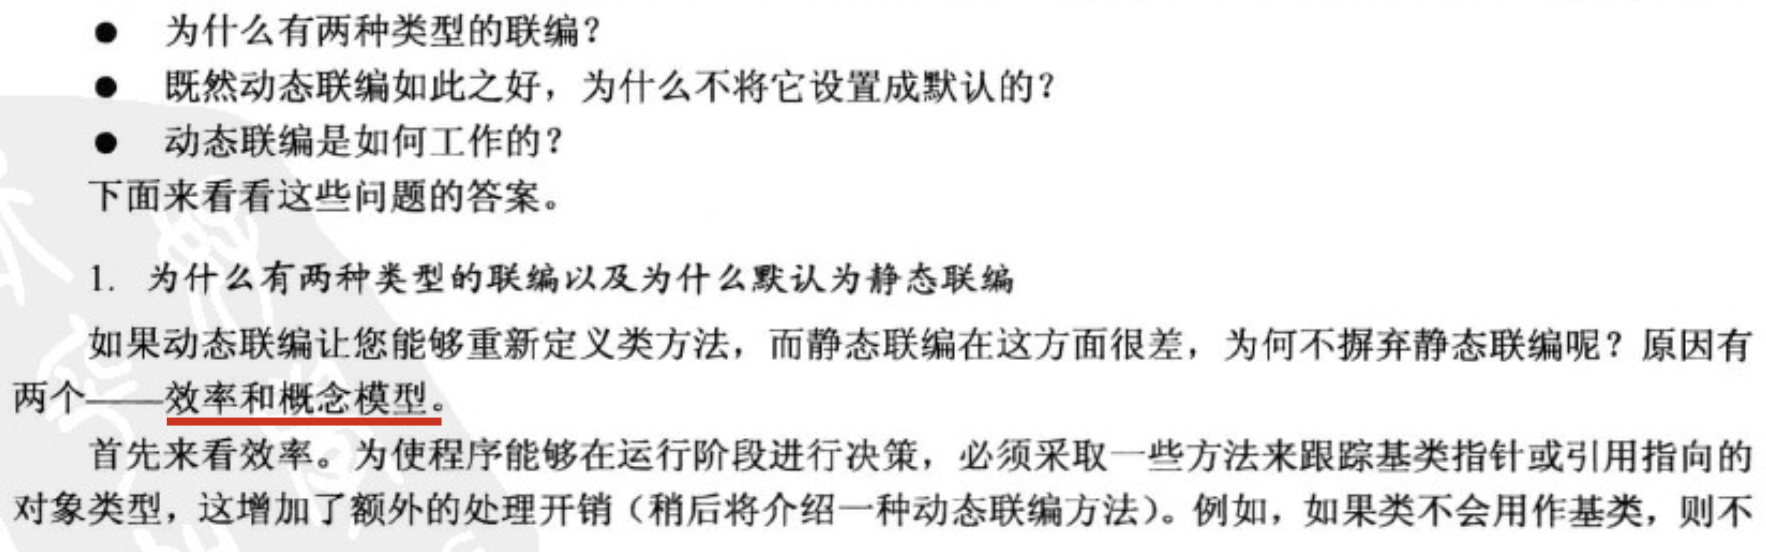 ● 为什么有两种类型的联编？
● 既然动态联编如此之好，为什么不将它设置成默认的？
● 动态联编是如何工作的？
下面来看看这些问题的答案。
1. 为什么有两种类型的联编以及为什么默认为静态联编
如果动态联编让您能够重新定义类方法，而静态联编在这方面很差，为何不摒弃静态联编呢？原因有
两个——效率和概念模型。
首先来看效率。为使程序能够在运行阶段进行决策，必须采取一些方法来跟踪基类指针或引用指向的
对象类型，这增加了额外的处理开销（稍后将介绍一种动态联编方法）。例如，如果类不会用作基类，则不